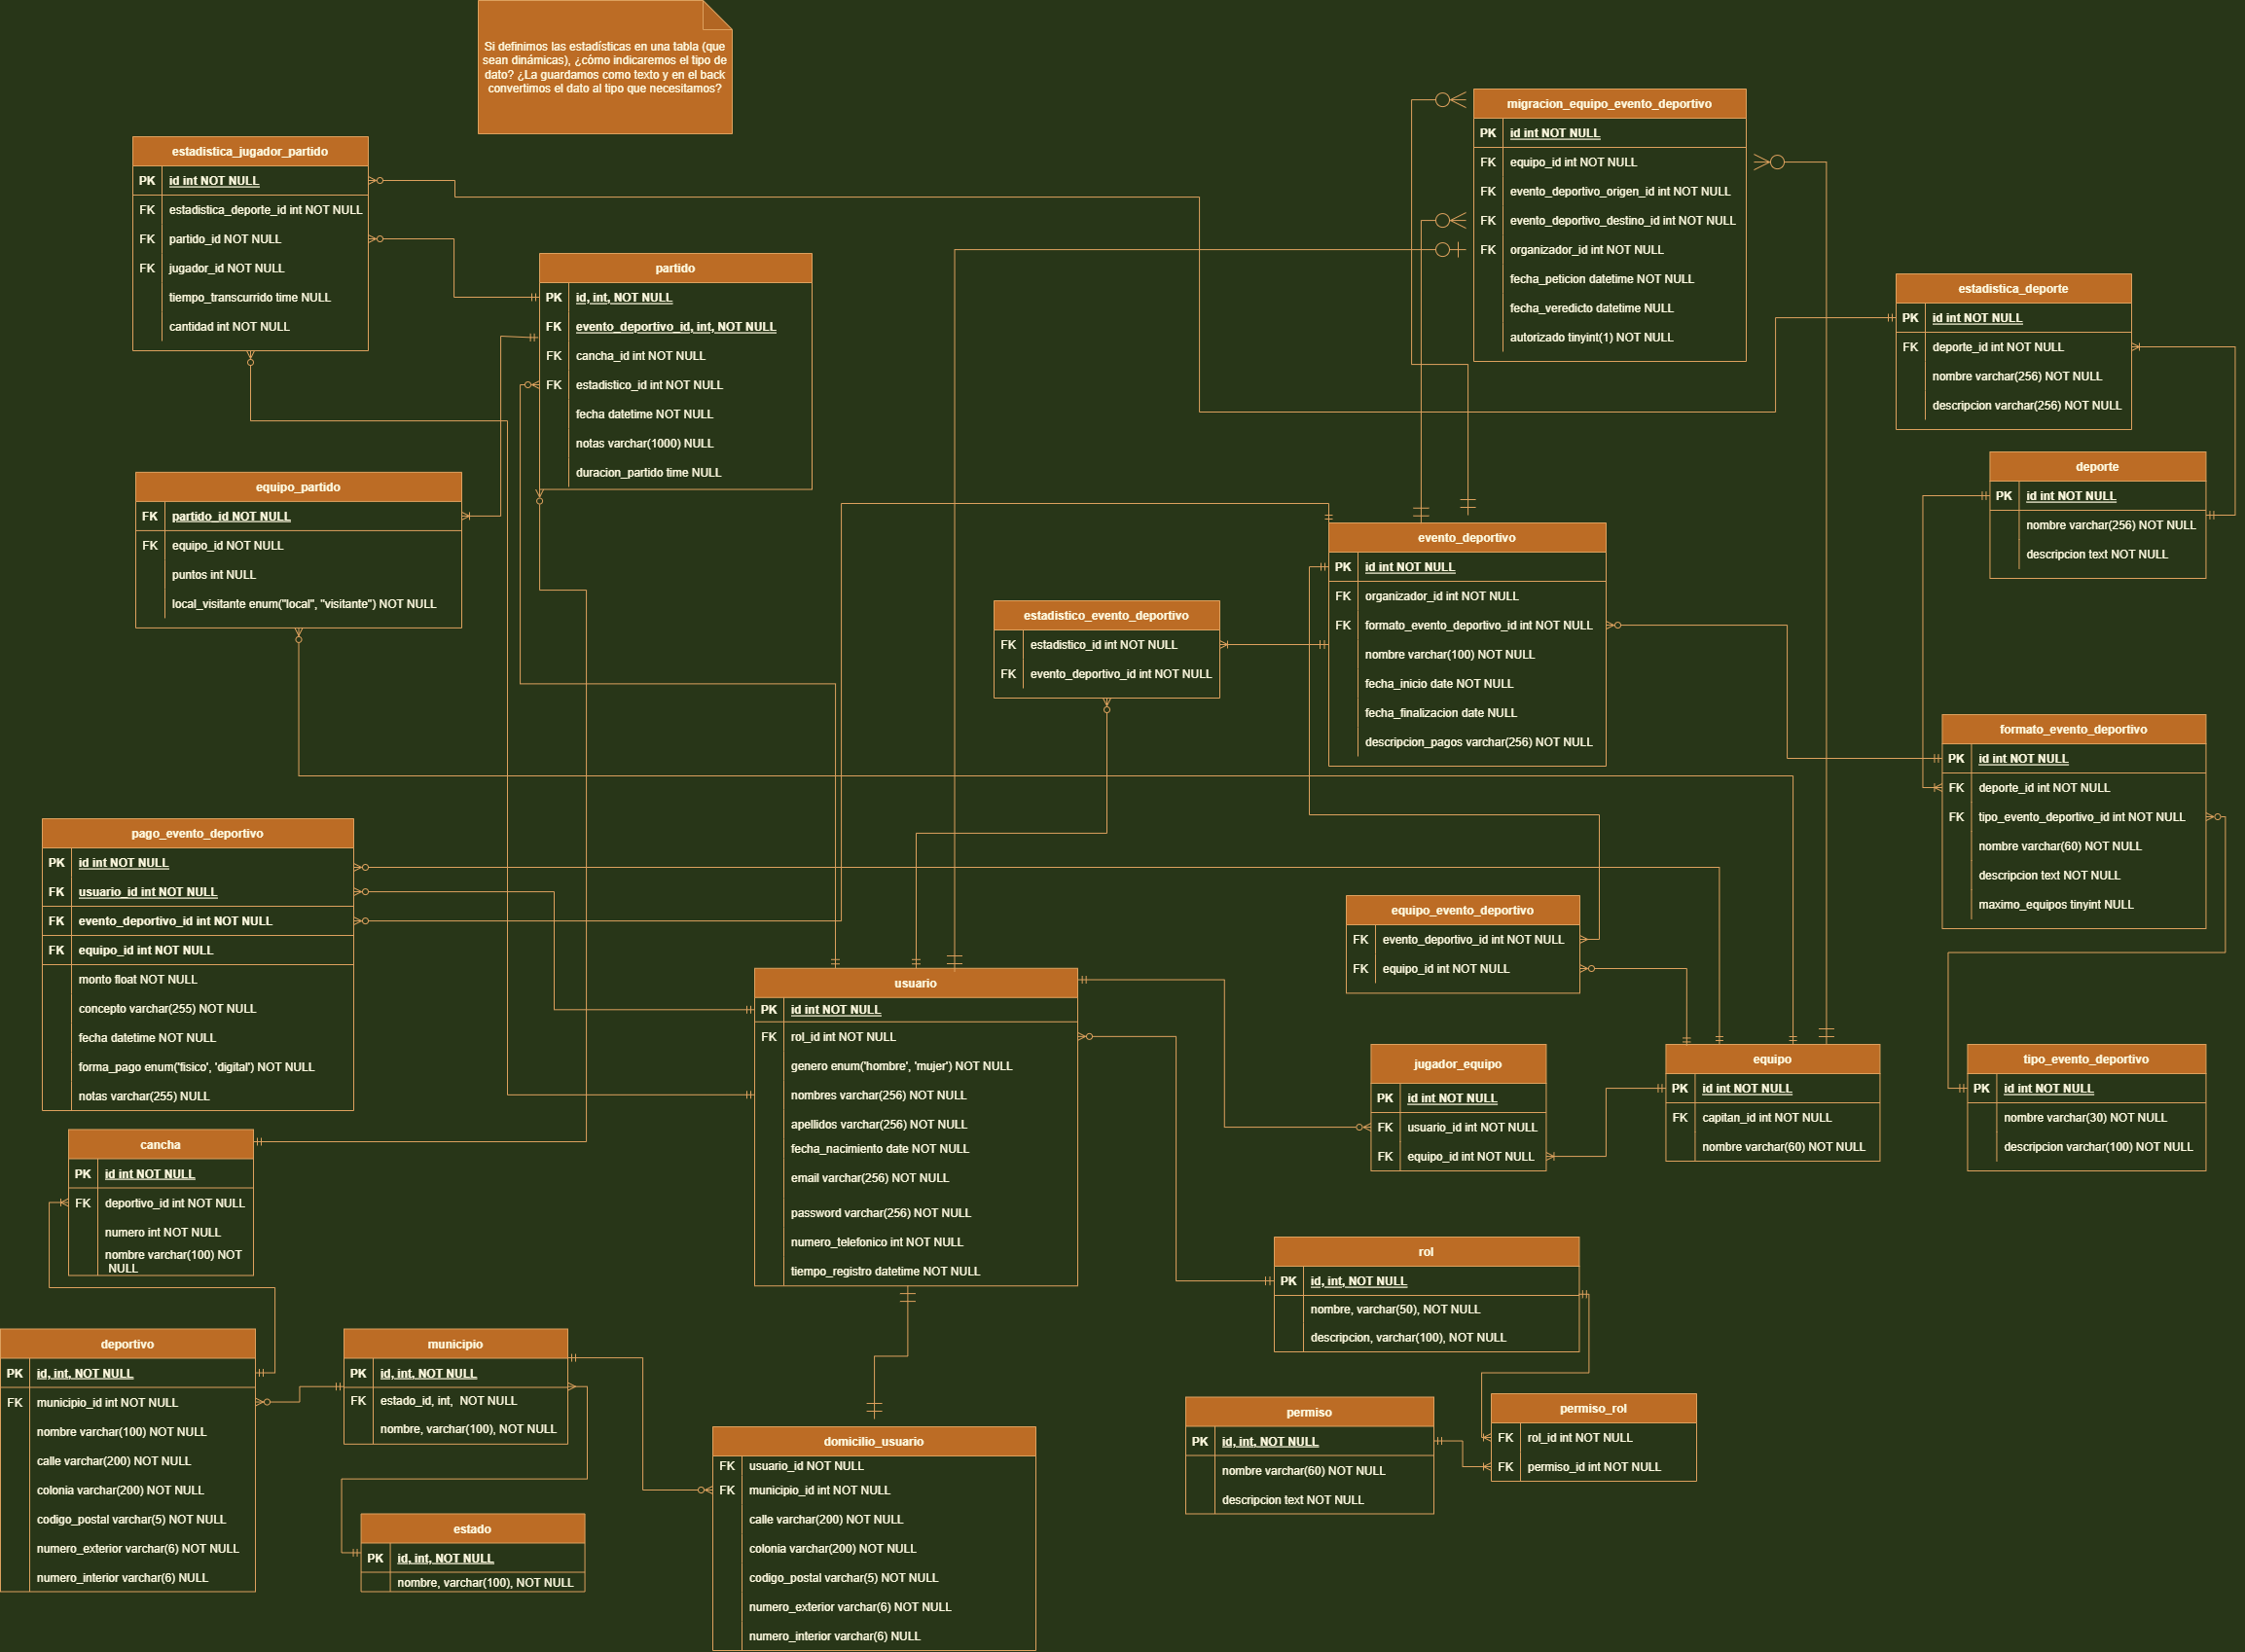 Si definimos las estadísticas en una tabla (que
sean dinámicas), ¿cómo indicaremos el tipo de
dato? ¿La guardamos como texto y en el back
convertimos el dato al tipo que necesitamos?
migracion_equipo_evento_deportivo
PK id int NOT NULL
FK equipo_id int NOT NULL
FK evento_deportivo_origen_id int NOT NULL
FK evento_deportivo_destino_id int NOT NULL
FK organizador_id int NOT NULL
fecha_peticion datetime NOT NULL
fecha_veredicto datetime NULL
autorizado tinyint(1) NOT NULL
estadistica_jugador_partido
PK id int NOT NULL
FK estadistica_deporte_id int NOT NULL
FK partido_id NOT NULL
FK jugador_id NOT NULL
tiempo_transcurrido time NULL
cantidad int NOT NULL
partido
PK id, int, NOT NULL
FK evento_deportivo_id, int, NOT NULL
FK cancha_id int NOT NULL
FK estadistico_id int NOT NULL
fecha datetime NOT NULL
notas varchar(1000) NULL
duracion_partido time NULL
estadistica_deporte
PK id int NOT NULL
FK deporte_id int NOT NULL
nombre varchar(256) NOT NULL
descripcion varchar(256) NOT NULL
deporte
PK id int NOT NULL
nombre varchar(256) NOT NULL
descripcion text NOT NULL
equipo_partido
FK partido_id NOT NULL
FK equipo_id NOT NULL
puntos int NULL
local_visitante enum("local", "visitante") NOT NULL
evento_deportivo
PK id int NOT NULL
FK organizador_id int NOT NULL
FK formato_evento_deportivo_id int NOT NULL
nombre varchar(100) NOT NULL
fecha_inicio date NOT NULL
fecha_finalizacion date NULL
descripcion_pagos varchar(256) NOT NULL
estadistico_evento_deportivo
FK estadistico_id int NOT NULL
FK evento_deportivo_id int NOT NULL
formato_evento_deportivo
PK id int NOT NULL
FK deporte_id int NOT NULL
FK tipo_evento_deportivo_id int NOT NULL
nombre varchar(60) NOT NULL
descripcion text NOT NULL
maximo_equipos tinyint NULL
pago_evento_deportivo
PK id int NOT NULL
FK usuario_id int NOT NULL
FK evento_deportivo_id int NOT NULL
FK equipo_id int NOT NULL
monto float NOT NULL
concepto varchar(255) NOT NULL
fecha datetime NOT NULL
forma_pago enum('fisico', 'digital') NOT NULL
notas varchar(255) NULL
equipo_evento_deportivo
FK evento_deportivo_id int NOT NULL
FK equipo_id int NOT NULL
usuario
PK id int NOT NULL
FK rol_id int NOT NULL
genero enum('hombre', 'mujer') NOT NULL
nombres varchar(256) NOT NULL
apellidos varchar(256) NOT NULL
fecha_nacimiento date NOT NULL
email varchar(256) NOT NULL
password varchar(256) NOT NULL
numero_telefonico int NOT NULL
tiempo_registro datetime NOT NULL
jugador_equipo
PK id int NOT NULL
FK usuario_id int NOT NULL
FK equipo_id int NOT NULL
equipo
PK id int NOT NULL
FK capitan_id int NOT NULL
nombre varchar(60) NOT NULL
tipo_evento_deportivo
PK id int NOT NULL
nombre varchar(30) NOT NULL
descripcion varchar(100) NOT NULL
cancha
PK id int NOT NULL
FK deportivo_id int NOT NULL
numero int NOT NULL
nombre varchar(100) NOT
NULL
rol
PK id, int, NOT NULL
nombre, varchar(50), NOT NULL
descripcion, varchar(100), NOT NULL
deportivo
PK id, int, NOT NULL
FK municipio_id int NOT NULL
nombre varchar(100) NOT NULL
calle varchar(200) NOT NULL
colonia varchar(200) NOT NULL
codigo_postal varchar(5) NOT NULL
numero_exterior varchar(6) NOT NULL
numero_interior varchar(6) NULL
municipio
PK id, int, NOT NULL
FK estado_id, int, NOT NULL
nombre, varchar(100), NOT NULL
estado
PK id, int, NOT NULL
nombre, varchar(100), NOT NULL
domicilio_usuario
FK usuario_id NOT NULL
FK municipio_id int NOT NULL
calle varchar(200) NOT NULL
colonia varchar(200) NOT NULL
codigo_postal varchar(5) NOT NULL
numero_exterior varchar(6) NOT NULL
numero_interior varchar(6) NULL
permiso
PK id, int, NOT NULL
nombre varchar(60) NOT NULL
descripcion text NOT NULL
permiso_rol
FK rol_id int NOT NULL
FK permiso_id int NOT NULL